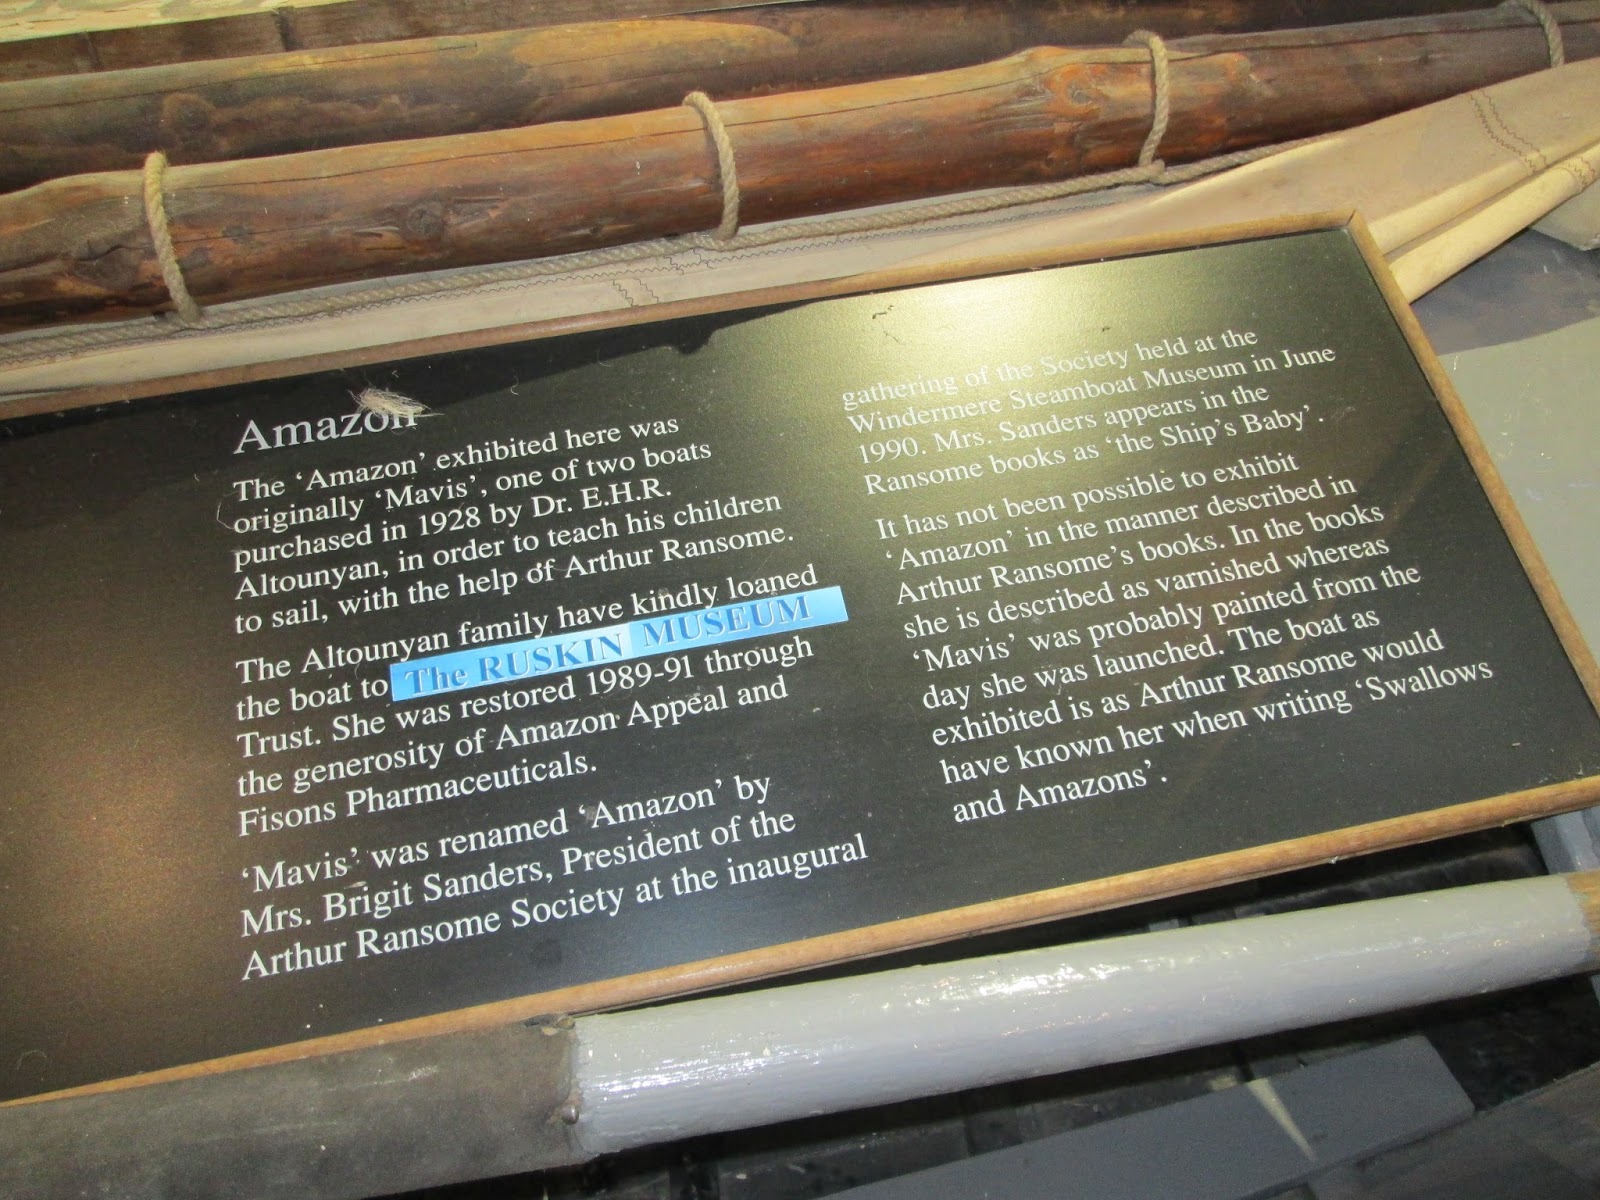 Amazon
The ‘Amazon’ exhibited here was
originally ‘Mavis’, one of two boats
purchased in 1928 by Dr. E.H.R.
Altounyan, in order to teach his children
to sail, with the help of Arthur Ransome.
The Altounyan family have kindly loaned
the boat to The RUSKIN MUSEUM
Trust. She was restored 1989-91 through
the generosity of Amazon Appeal and
Fisons Pharmaceuticals.
‘Mavis’ was renamed ‘Amazon’ by
Mrs. Brigit Sanders, President of the
Arthur Ransome Society at the inaugural
gathering of the Society held at the
Windermere Steamboat Museum in June
1990. Mrs. Sanders appears in the
Ransome books as ‘the Ship’s Baby’.
It has not been possible to exhibit
‘Amazon’ in the manner described in
Arthur Ransome’s books. In the books
she is described as varnished whereas
‘Mavis’ was probably painted from the
day she was launched. The boat as
exhibited is as Arthur Ransome would
have known her when writing ‘Swallows
and Amazons’.